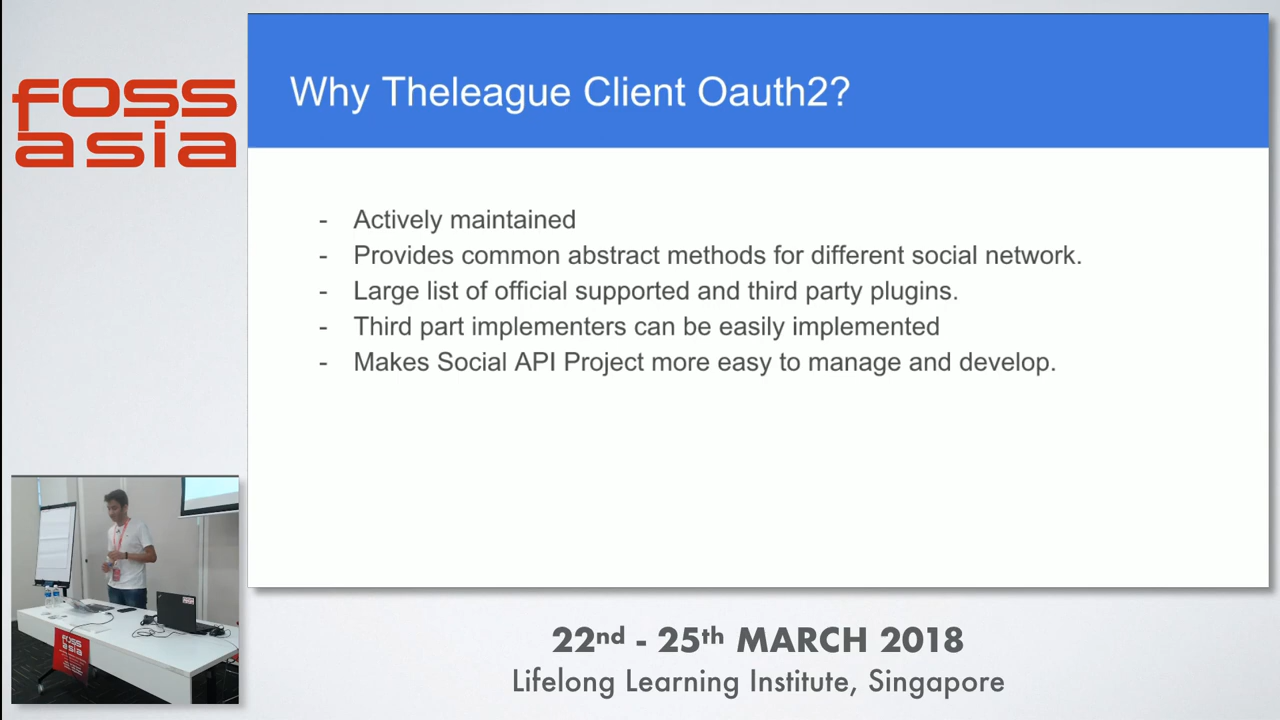 foss
asia
Why Theleague Client Oauth2?
- Actively maintained
- Provides common abstract methods for different social network.
- Large list of official supported and third party plugins.
- Third part implementers can be easily implemented
- Makes Social API Project more easy to manage and develop.
FOSS
ASIA
22nd - 25th MARCH 2018
Lifelong Learning Institute, Singapore